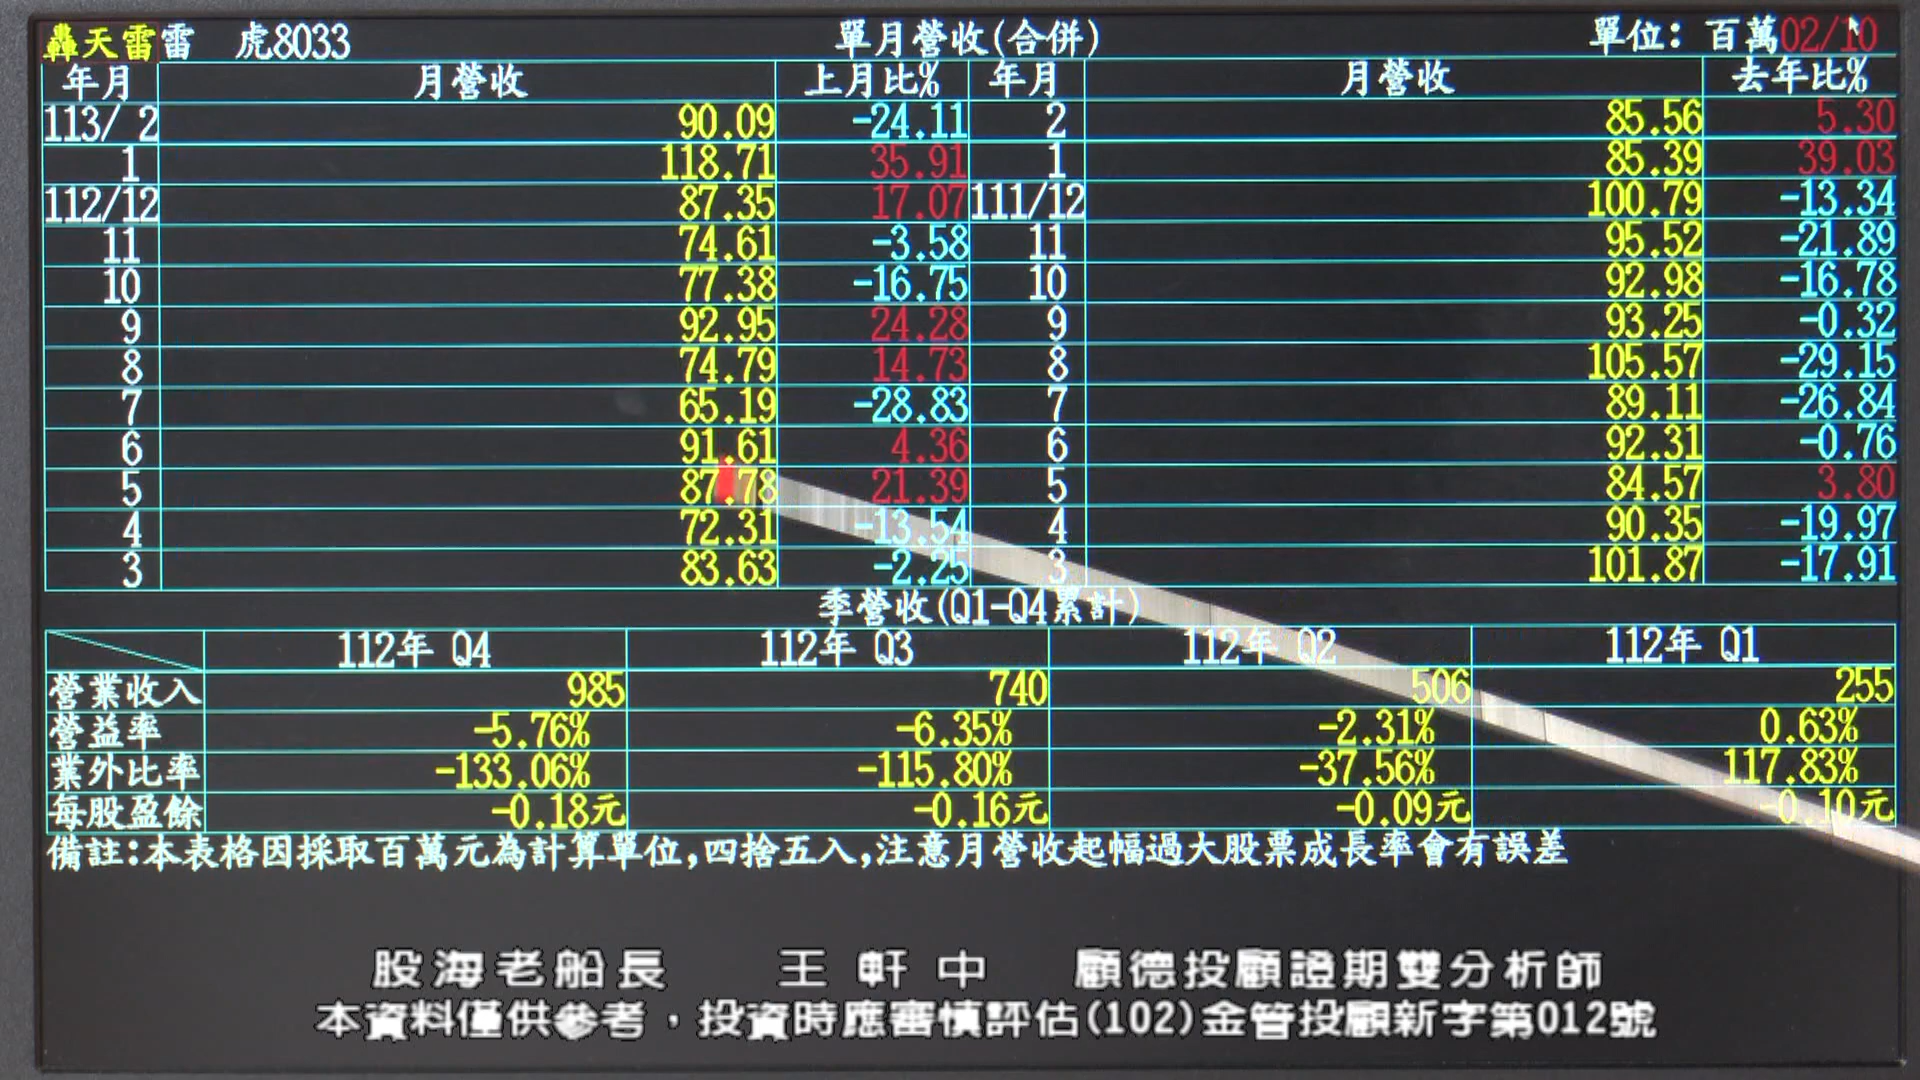 轟天雷雷 虎8033 單月營收(合併) 單位: 百萬02/10
年月 月營收 上月比% 年月 月營收 去年比%
113/ 2 90.09 -24.11 2 85.56 5.30
1 118.71 35.91 1 85.39 39.03
112/12 87.35 17.07 111/12 100.79 -13.34
11 74.61 -3.58 11 95.52 -21.89
10 77.38 -16.75 10 92.98 -16.78
9 92.95 24.28 9 93.25 -0.32
8 74.79 14.73 8 105.57 -29.15
7 65.19 -28.83 7 89.11 -26.84
6 91.61 4.36 6 92.31 -0.76
5 87.78 21.39 5 84.57 3.80
4 72.31 -13.54 4 90.35 -19.97
3 83.63 -2.25 3 101.87 -17.91
季營收(Q1-Q4累計)
112年 Q4 112年 Q3 112年 Q2 112年 Q1
營業收入 985 740 506 255
營益率 -5.76% -6.35% -2.31% 0.63%
業外比率 -133.06% -115.80% -37.56% 117.83%
每股盈餘 -0.18元 -0.16元 -0.09元 -0.10元
備註:本表格因採取百萬元為計算單位,四捨五入,注意月營收起幅過大股票成長率會有誤差
股海老船長 王軒中 顧德投顧證期雙分析師
本資料僅供參考,投資時應審慎評估(102)金管投顧新字第012號